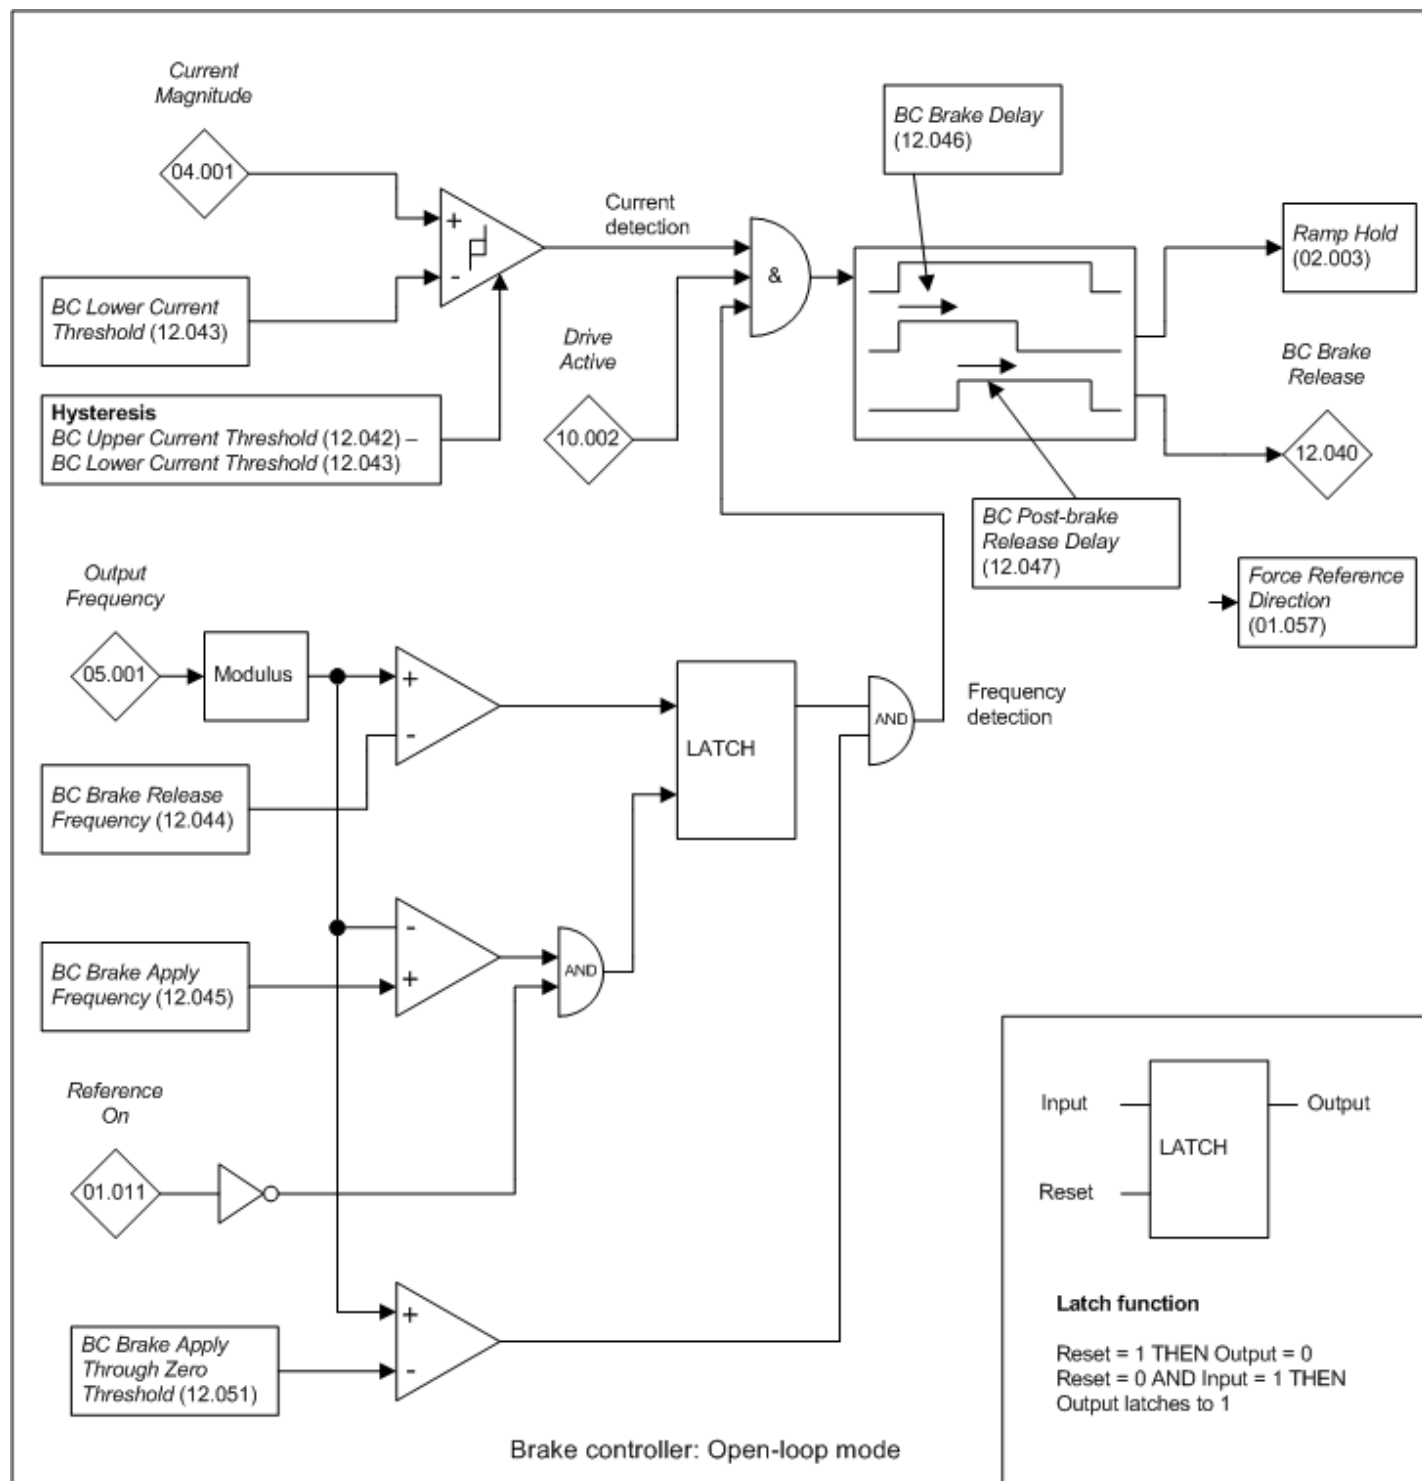 Current
Magnitude
04.001
+
-
BC Lower Current
Threshold (12.043)
Hysteresis
BC Upper Current Threshold (12.042) –
BC Lower Current Threshold (12.043)
Current
detection
Drive
Active
10.002
&
BC Brake Delay
(12.046)
BC Post-brake
Release Delay
(12.047)
Ramp Hold
(02.003)
BC Brake
Release
12.040
Force Reference
Direction
(01.057)
Output
Frequency
05.001
Modulus
+
-
BC Brake Release
Frequency (12.044)
LATCH
AND
Frequency
detection
-
+
BC Brake Apply
Frequency (12.045)
AND
Reference
On
01.011
+
-
BC Brake Apply
Through Zero
Threshold (12.051)
Input
Output
LATCH
Reset
Latch function
Reset = 1 THEN Output = 0
Reset = 0 AND Input = 1 THEN
Output latches to 1
Brake controller: Open-loop mode